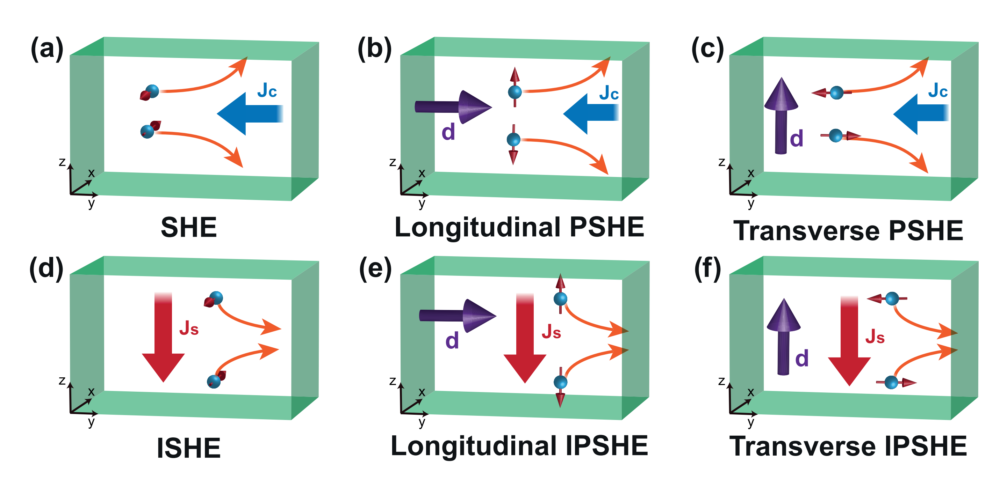 (a)
Jc
z
x
y
SHE
(b)
d
Jc
z
x
y
Longitudinal PSHE
(c)
d
Jc
z
x
y
Transverse PSHE
(d)
Js
z
x
y
ISHE
(e)
d
Js
z
x
y
Longitudinal IPSHE
(f)
d
Js
z
x
y
Transverse IPSHE